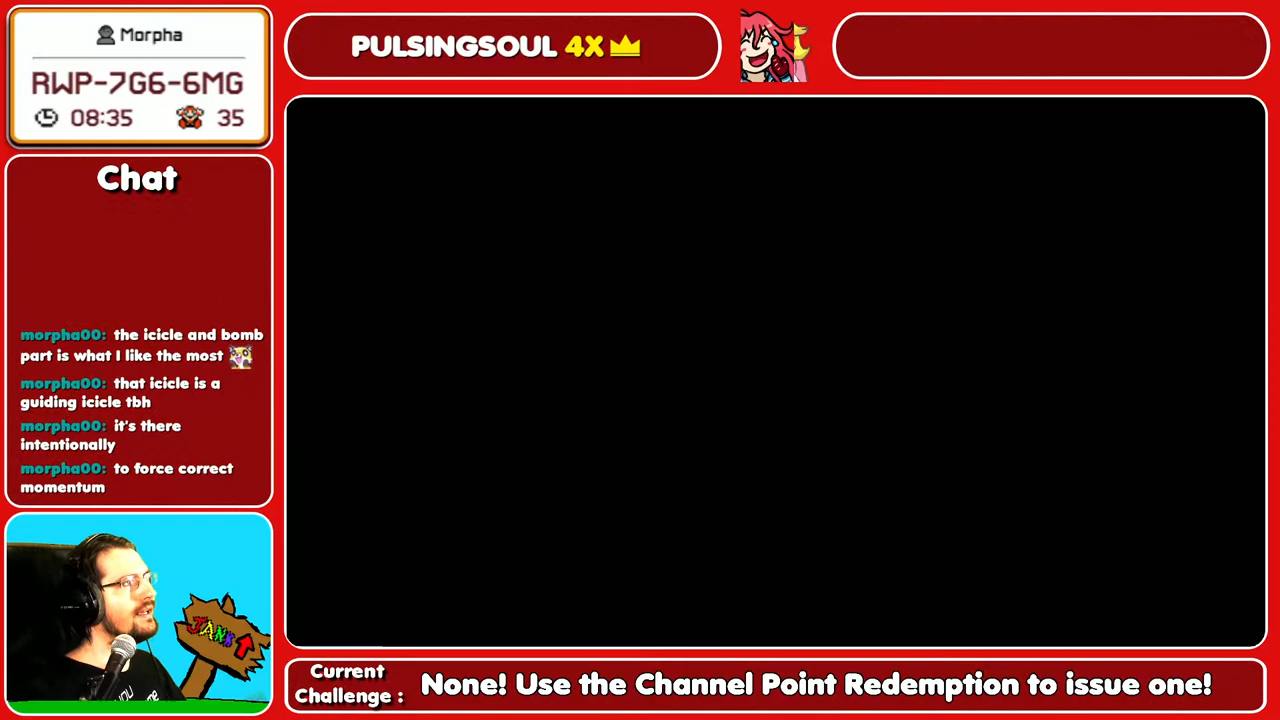 Morpha
RWP-7G6-6MG
08:35 35
PULSINGSOUL 4X
Chat
morpha00: the icicle and bomb
part is what I like the most
morpha00: that icicle is a
guiding icicle tbh
morpha00: it's there
intentionally
morpha00: to force correct
momentum
JANK
Current
Challenge :
None! Use the Channel Point Redemption to issue one!